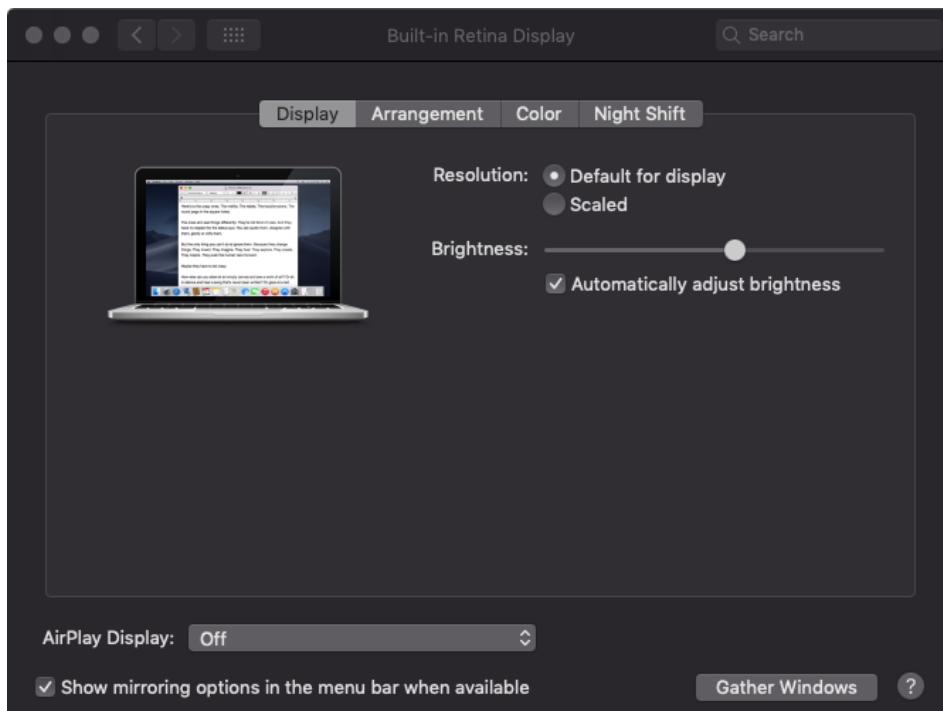 Built-in Retina Display
Search
Display Arrangement Color Night Shift
Resolution: Default for display
Scaled
Brightness:
Automatically adjust brightness
AirPlay Display: Off
Show mirroring options in the menu bar when available
Gather Windows ?